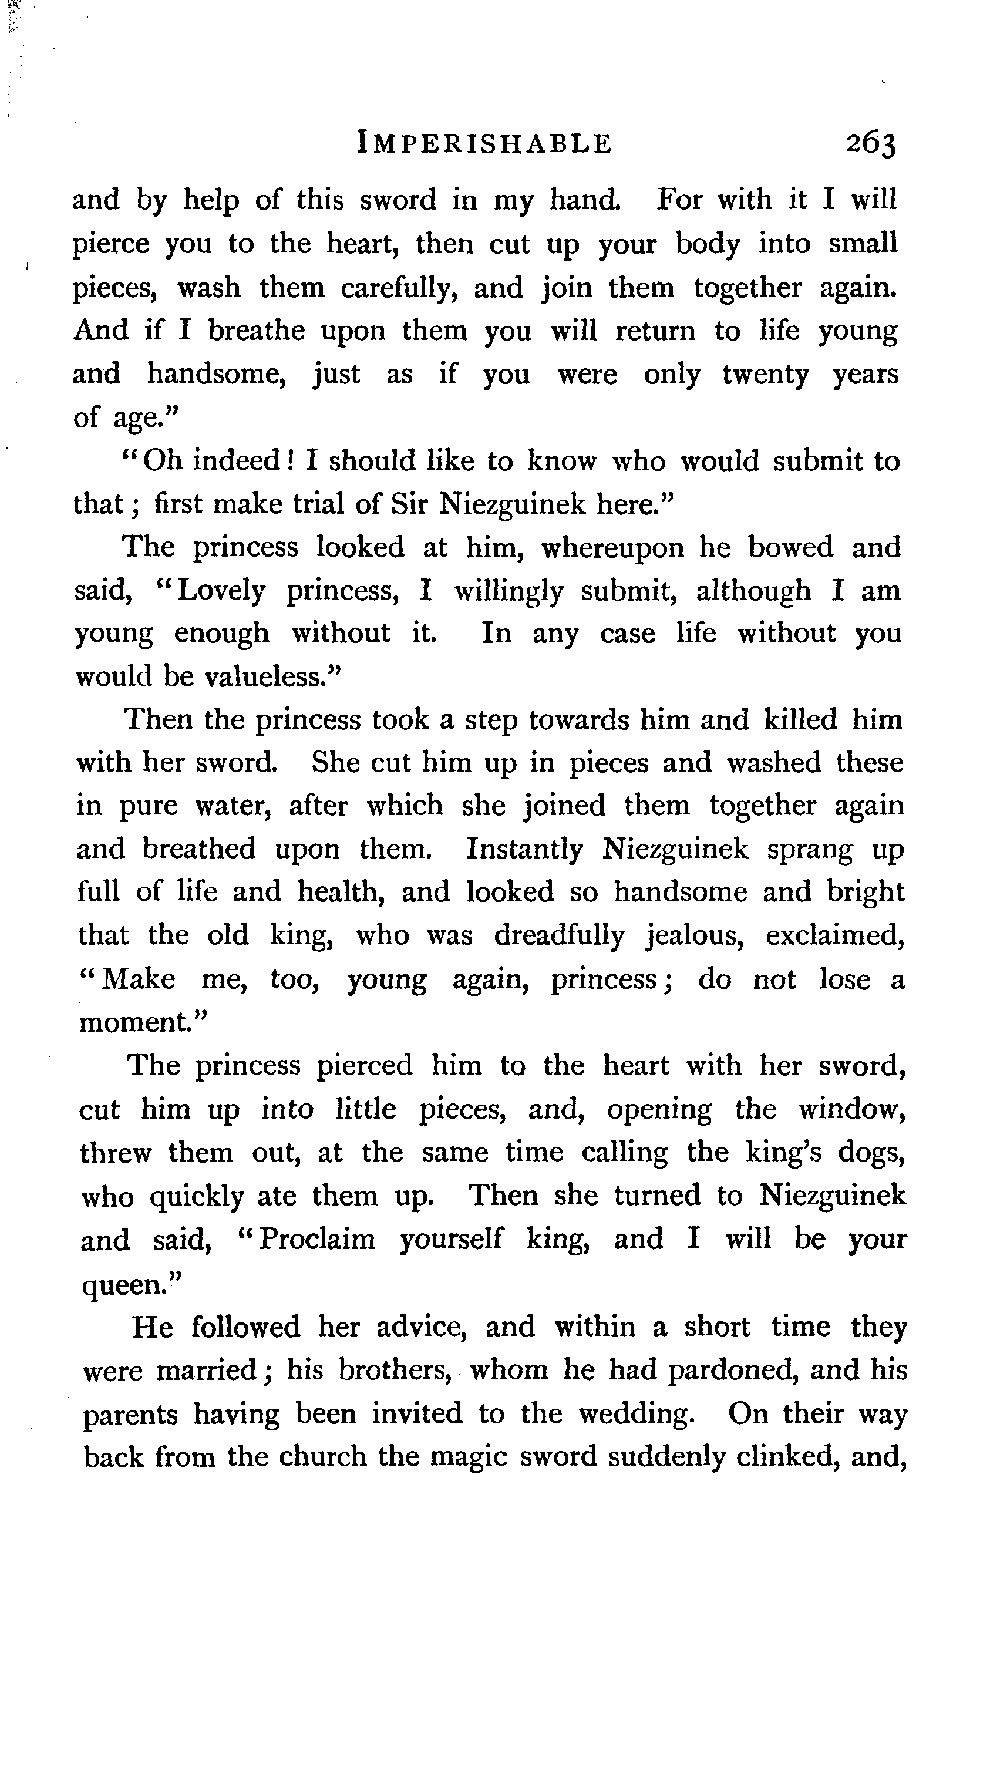 IMPERISHABLE 263
and by help of this sword in my hand. For with it I will
pierce you to the heart, then cut up your body into small
pieces, wash them carefully, and join them together again.
And if I breathe upon them you will return to life young
and handsome, just as if you were only twenty years
of age.”
“Oh indeed! I should like to know who would submit to
that; first make trial of Sir Niezguinek here.”
The princess looked at him, whereupon he bowed and
said, “Lovely princess, I willingly submit, although I am
young enough without it. In any case life without you
would be valueless.”
Then the princess took a step towards him and killed him
with her sword. She cut him up in pieces and washed these
in pure water, after which she joined them together again
and breathed upon them. Instantly Niezguinek sprang up
full of life and health, and looked so handsome and bright
that the old king, who was dreadfully jealous, exclaimed,
“Make me, too, young again, princess; do not lose a
moment.”
The princess pierced him to the heart with her sword,
cut him up into little pieces, and, opening the window,
threw them out, at the same time calling the king’s dogs,
who quickly ate them up. Then she turned to Niezguinek
and said, “Proclaim yourself king, and I will be your
queen.”
He followed her advice, and within a short time they
were married; his brothers, whom he had pardoned, and his
parents having been invited to the wedding. On their way
back from the church the magic sword suddenly clinked, and,